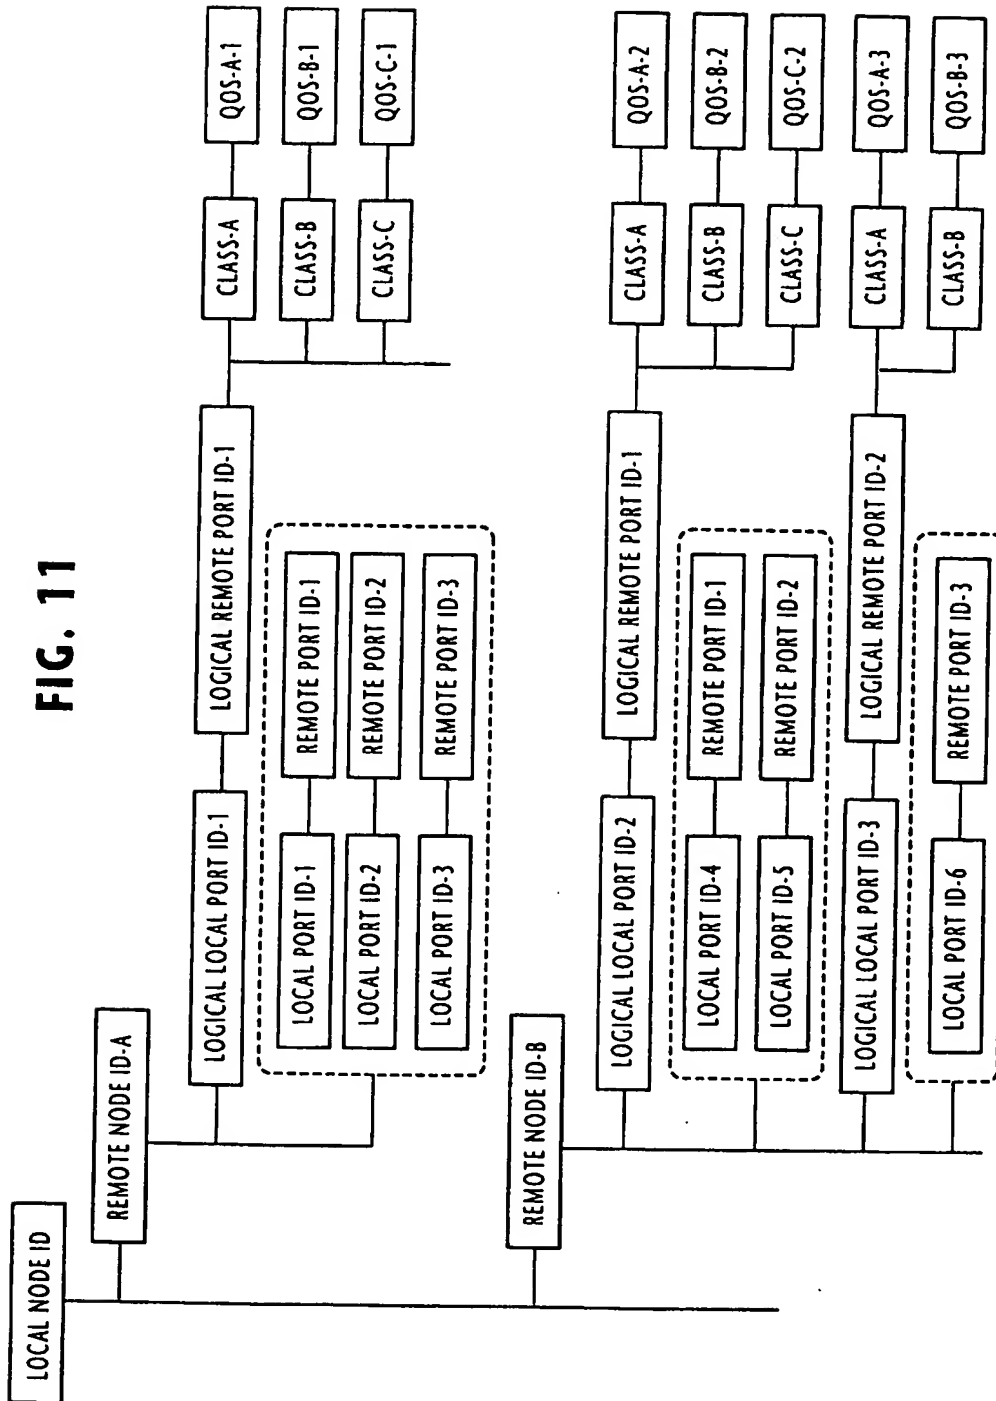 FIG. 11
LOCAL NODE ID
REMOTE NODE ID-A
LOGICAL LOCAL PORT ID-1
LOGICAL REMOTE PORT ID-1
CLASS-A
QOS-A-1
CLASS-B
QOS-B-1
CLASS-C
QOS-C-1
LOCAL PORT ID-1
REMOTE PORT ID-1
LOCAL PORT ID-2
REMOTE PORT ID-2
LOCAL PORT ID-3
REMOTE PORT ID-3
REMOTE NODE ID-B
LOGICAL LOCAL PORT ID-2
LOGICAL REMOTE PORT ID-1
CLASS-A
QOS-A-2
CLASS-B
QOS-B-2
CLASS-C
QOS-C-2
LOCAL PORT ID-4
REMOTE PORT ID-1
LOCAL PORT ID-5
REMOTE PORT ID-2
LOGICAL LOCAL PORT ID-3
LOGICAL REMOTE PORT ID-2
CLASS-A
QOS-A-3
CLASS-B
QOS-B-3
LOCAL PORT ID-6
REMOTE PORT ID-3